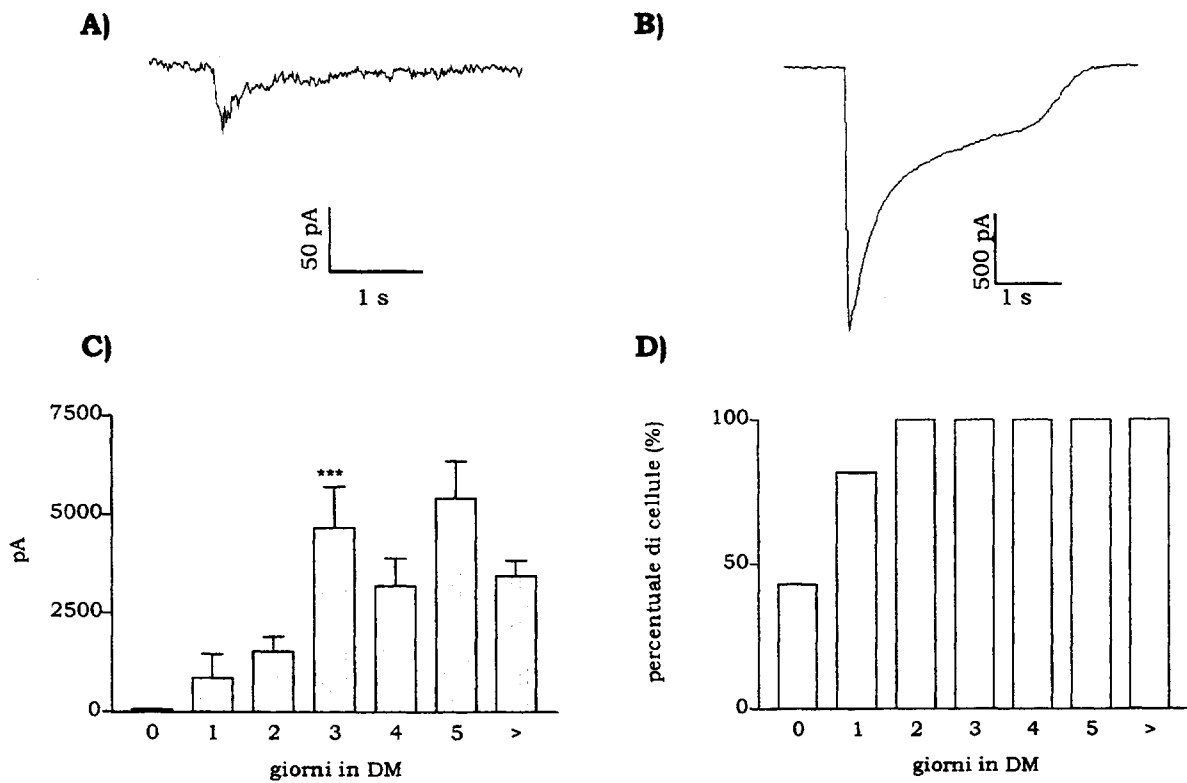 A)
B)
50 pA
1 s
500 pA
1 s
C)
D)
pA
7500
5000
2500
0
***
0 1 2 3 4 5 >
giorni in DM
percentuale di cellule (%)
100
50
0
0 1 2 3 4 5 >
giorni in DM